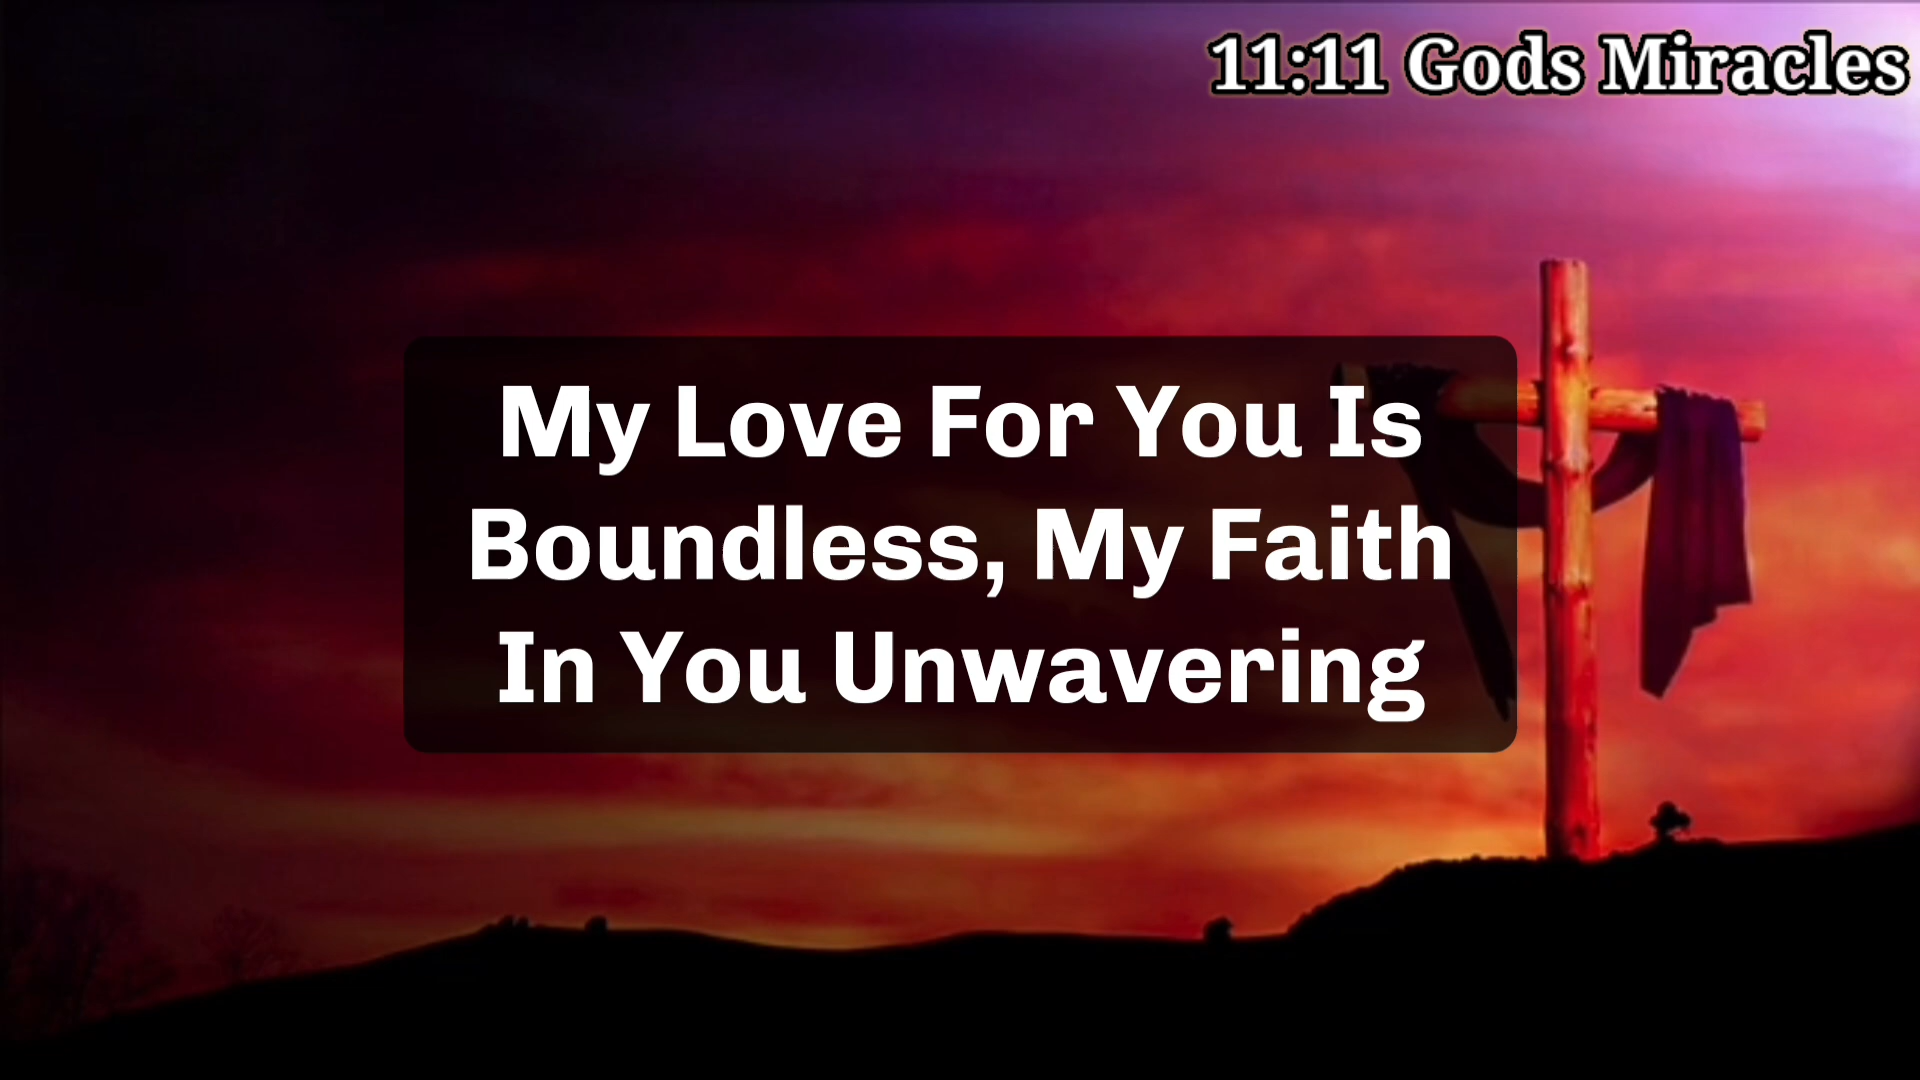 11:11 Gods Miracles
My Love For You Is
Boundless, My Faith
In You Unwavering